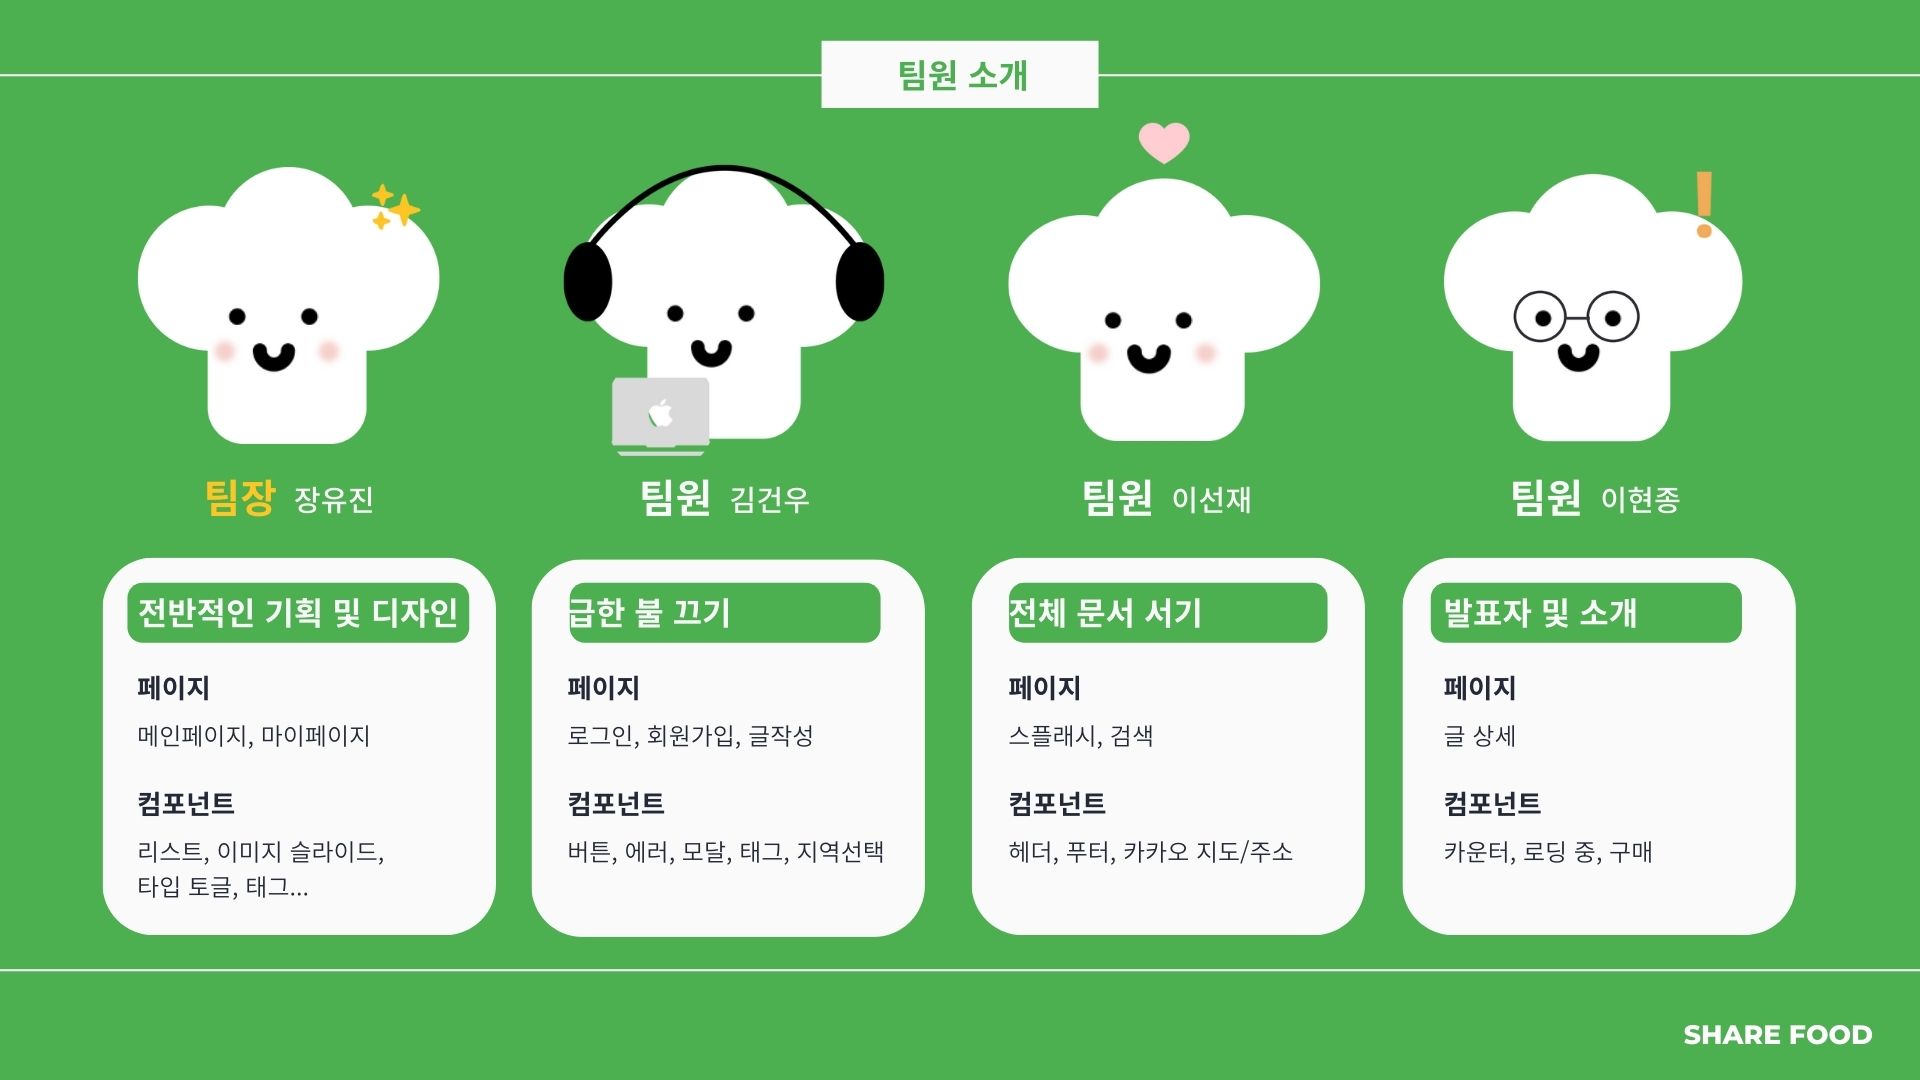 팀원 소개
팀장 장유진
전반적인 기획 및 디자인
페이지
메인페이지, 마이페이지
컴포넌트
리스트, 이미지 슬라이드,
타입 토글, 태그...
팀원 김건우
급한 불 끄기
페이지
로그인, 회원가입, 글작성
컴포넌트
버튼, 에러, 모달, 태그, 지역선택
팀원 이선재
전체 문서 서기
페이지
스플래시, 검색
컴포넌트
헤더, 푸터, 카카오 지도/주소
팀원 이현종
발표자 및 소개
페이지
글 상세
컴포넌트
카운터, 로딩 중, 구매
SHARE FOOD